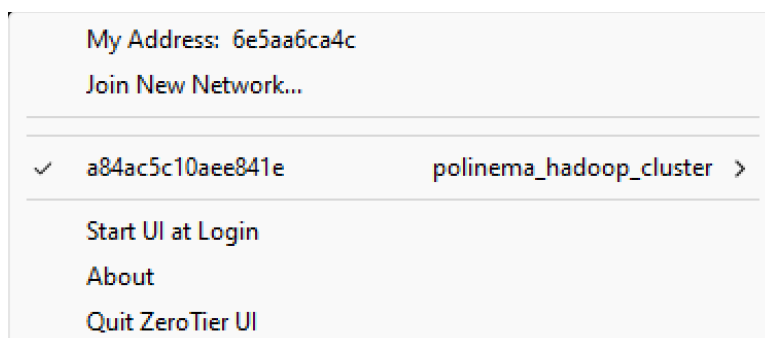 My Address: 6e5aa6ca4c
Join New Network...
a84ac5c10aee841e polinema_hadoop_cluster
Start UI at Login
About
Quit ZeroTier UI